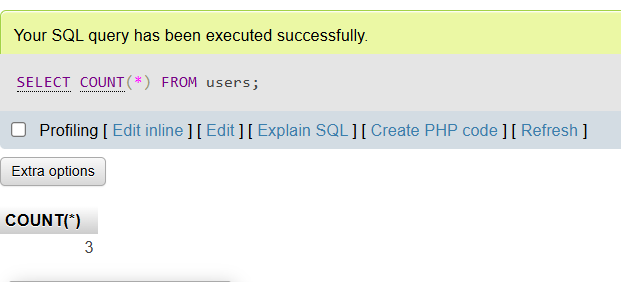 Your SQL query has been executed successfully.
SELECT COUNT(*) FROM users;
Profiling [ Edit inline ] [ Edit ] [ Explain SQL ] [ Create PHP code ] [ Refresh ]
Extra options
COUNT(*)
3